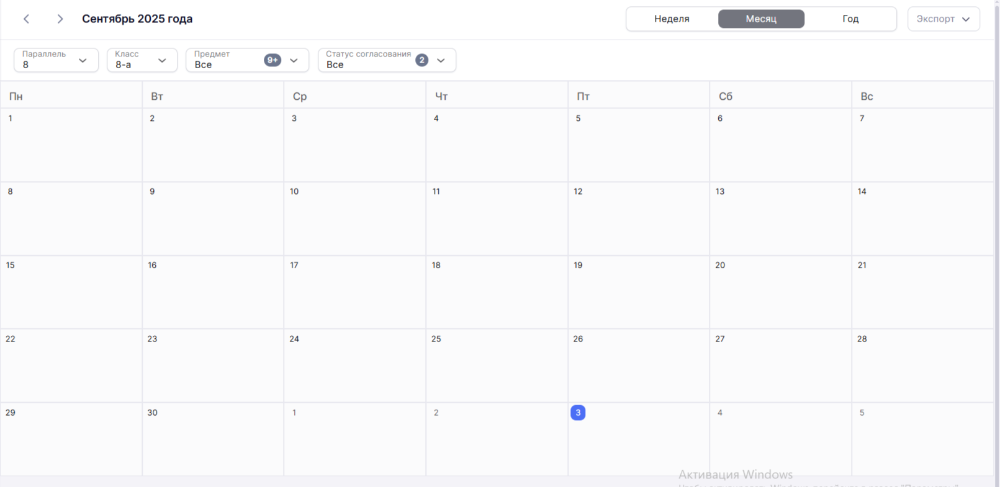 Сентябрь 2025 года
Неделя Месяц Год Экспорт
Параллель Класс Предмет Статус согласования
8 8-а Все 9+ Все 2
Пн Вт Ср Чт Пт Сб Вс
1 2 3 4 5 6 7
8 9 10 11 12 13 14
15 16 17 18 19 20 21
22 23 24 25 26 27 28
29 30 1 2 3 4 5
Активация Windows